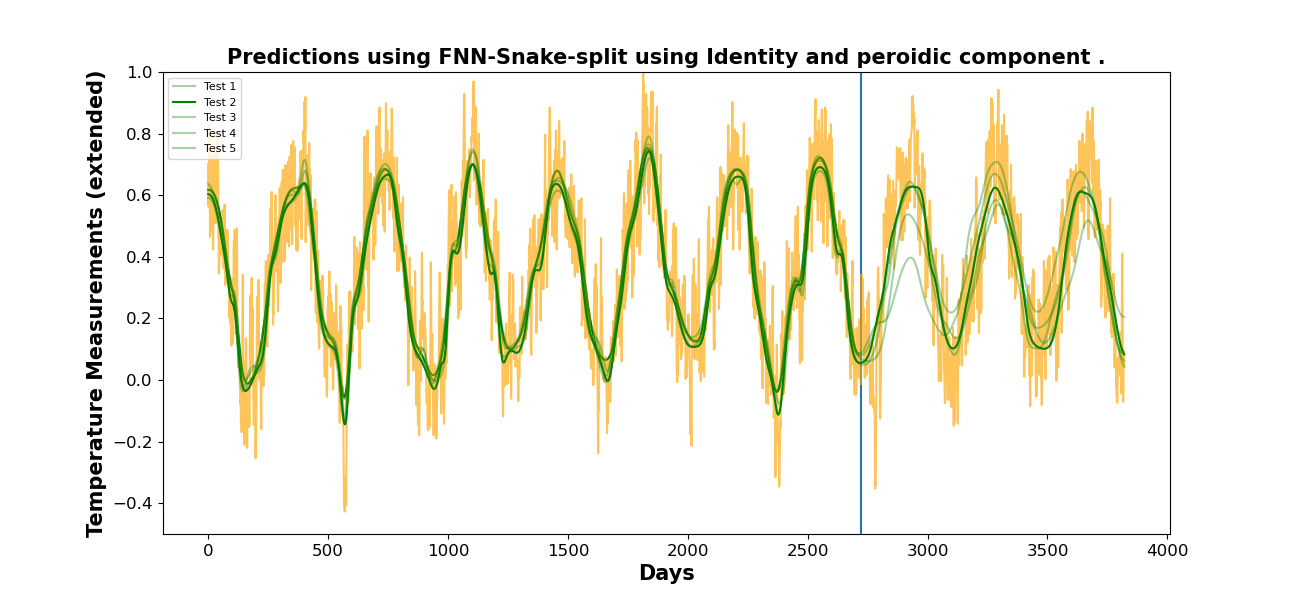 Predictions using FNN-Snake-split using Identity and peroidic component .
Temperature Measurements (extended)
1.0
0.8
0.6
0.4
0.2
0.0
−0.2
−0.4
Test 1
Test 2
Test 3
Test 4
Test 5
0 500 1000 1500 2000 2500 3000 3500 4000
Days